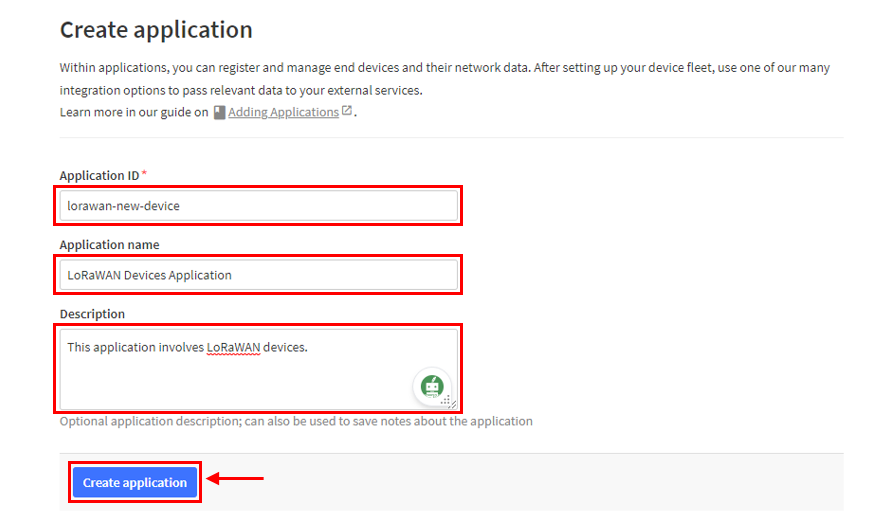 Create application
Within applications, you can register and manage end devices and their network data. After setting up your device fleet, use one of our many
integration options to pass relevant data to your external services.
Learn more in our guide on Adding Applications.
Application ID *
lorawan-new-device
Application name
LoRaWAN Devices Application
Description
This application involves LoRaWAN devices.
Optional application description; can also be used to save notes about the application
Create application